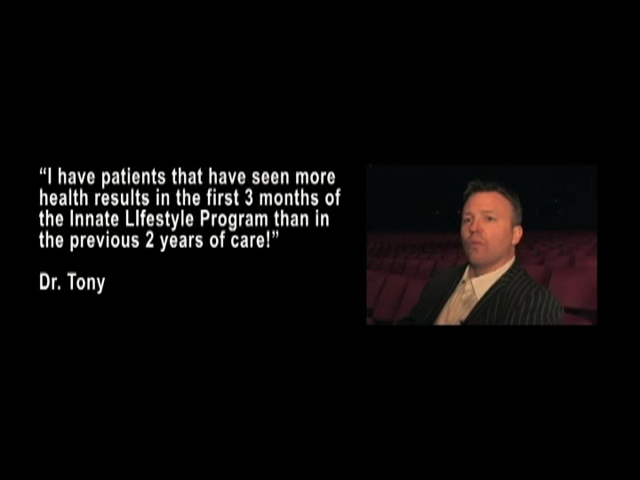 “I have patients that have seen more
health results in the first 3 months of
the Innate LIfestyle Program than in
the previous 2 years of care!”
Dr. Tony